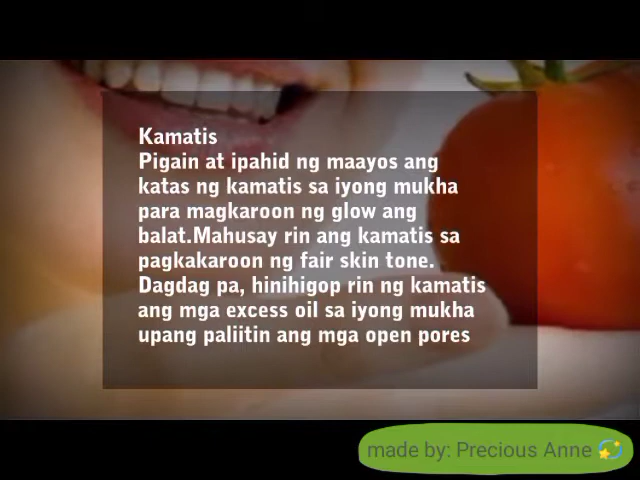 Kamatis
Pigain at ipahid ng maayos ang
katas ng kamatis sa iyong mukha
para magkaroon ng glow ang
balat.Mahusay rin ang kamatis sa
pagkakaroon ng fair skin tone.
Dagdag pa, hinihigop rin ng kamatis
ang mga excess oil sa iyong mukha
upang paliitin ang mga open pores
made by: Precious Anne 💫